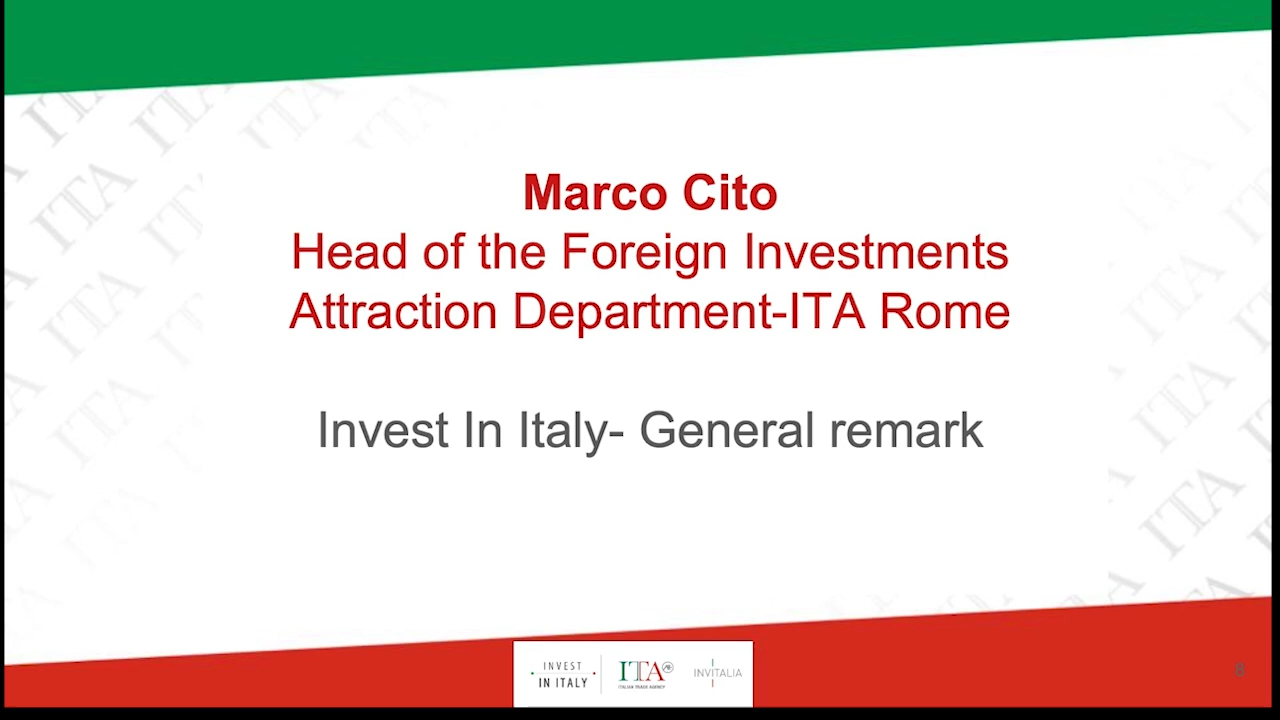 Marco Cito
Head of the Foreign Investments
Attraction Department-ITA Rome
Invest In Italy- General remark
INVEST
IN ITALY
ITA
ITALIAN TRADE AGENCY
INVITALIA
8